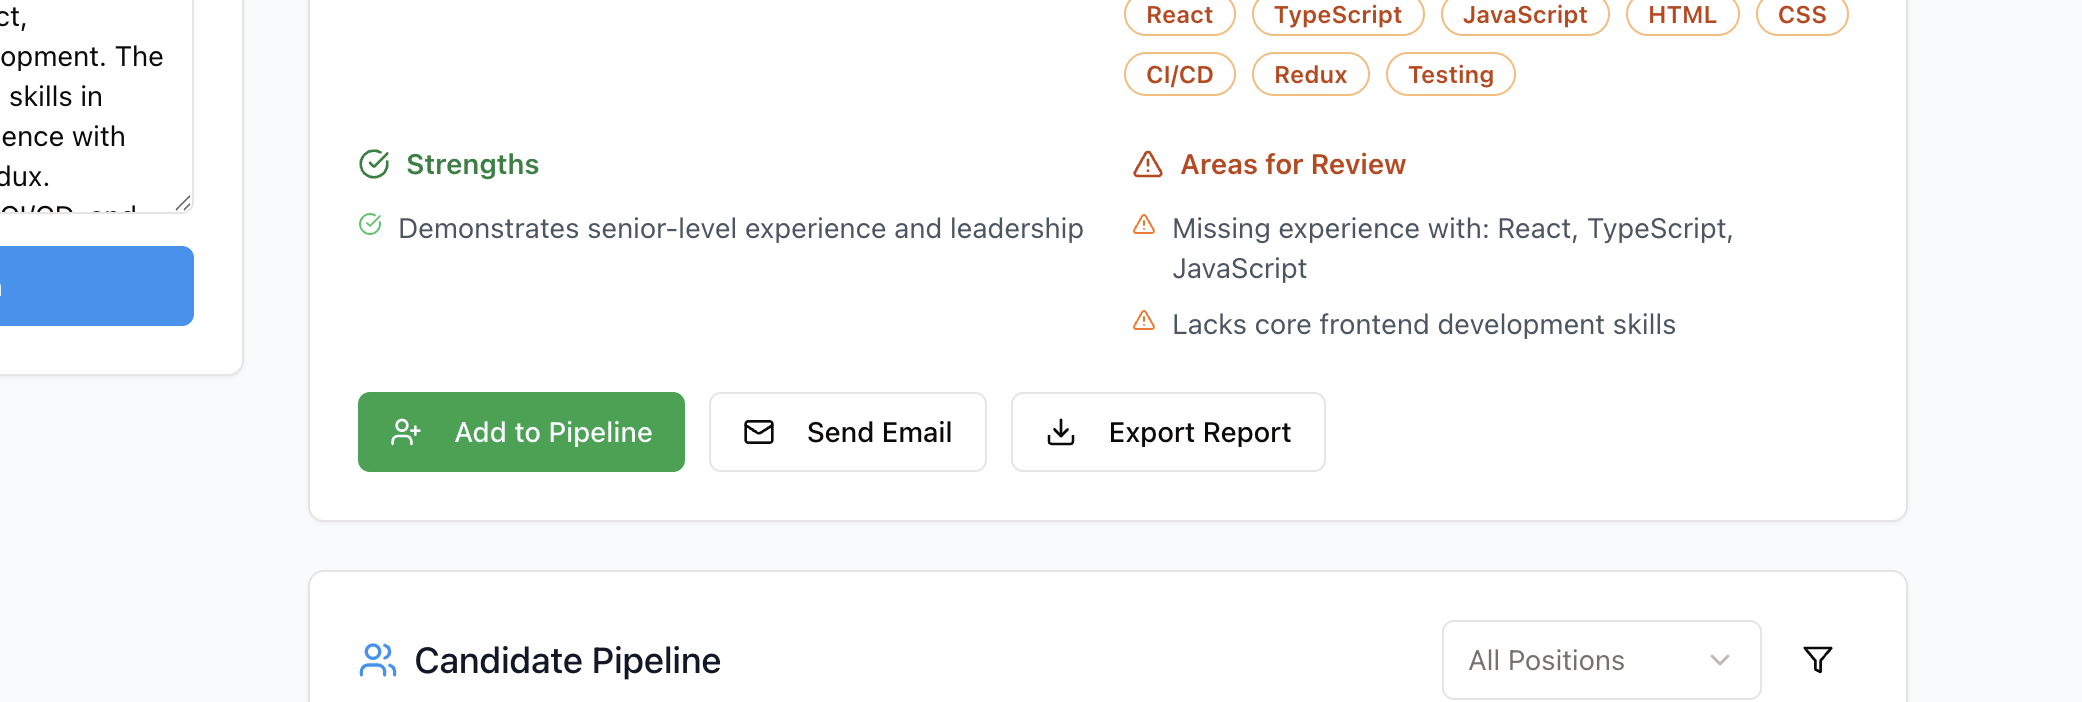 ct,
opment. The
skills in
ence with
dux.
React TypeScript JavaScript HTML CSS
CI/CD Redux Testing
Strengths
Demonstrates senior-level experience and leadership
Areas for Review
Missing experience with: React, TypeScript,
JavaScript
Lacks core frontend development skills
Add to Pipeline Send Email Export Report
Candidate Pipeline
All Positions